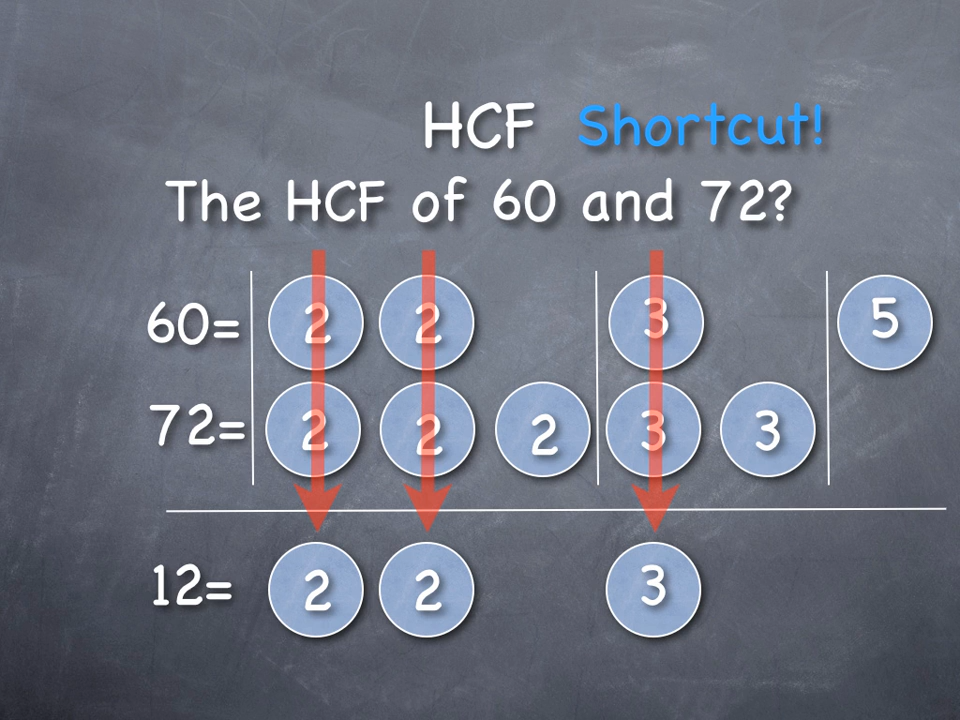 HCF Shortcut!
The HCF of 60 and 72?
60= 2 2 3 5
72= 2 2 2 3 3
12= 2 2 3